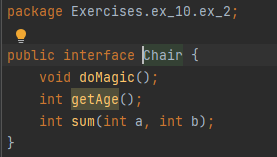 package Exercises.ex_10.ex_2;
public interface Chair {
void doMagic();
int getAge();
int sum(int a, int b);
}